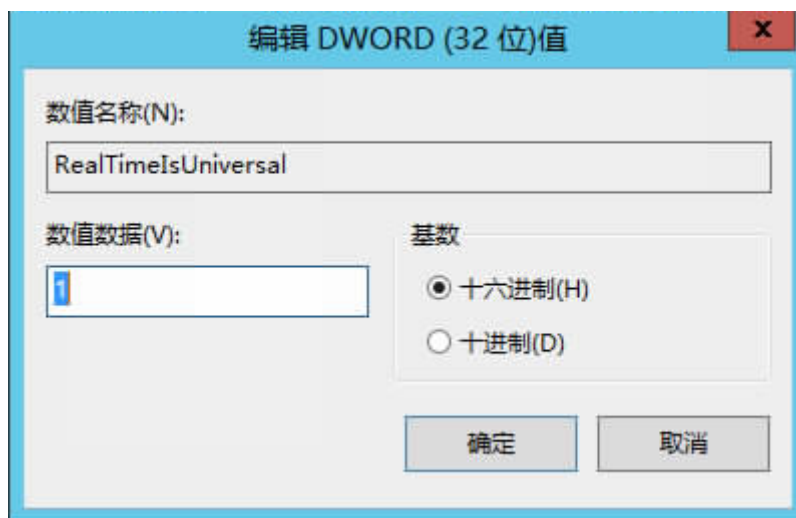 编辑 DWORD (32 位)值
x
数值名称(N):
RealTimeIsUniversal
数值数据(V):
基数
1
十六进制(H)
十进制(D)
确定
取消